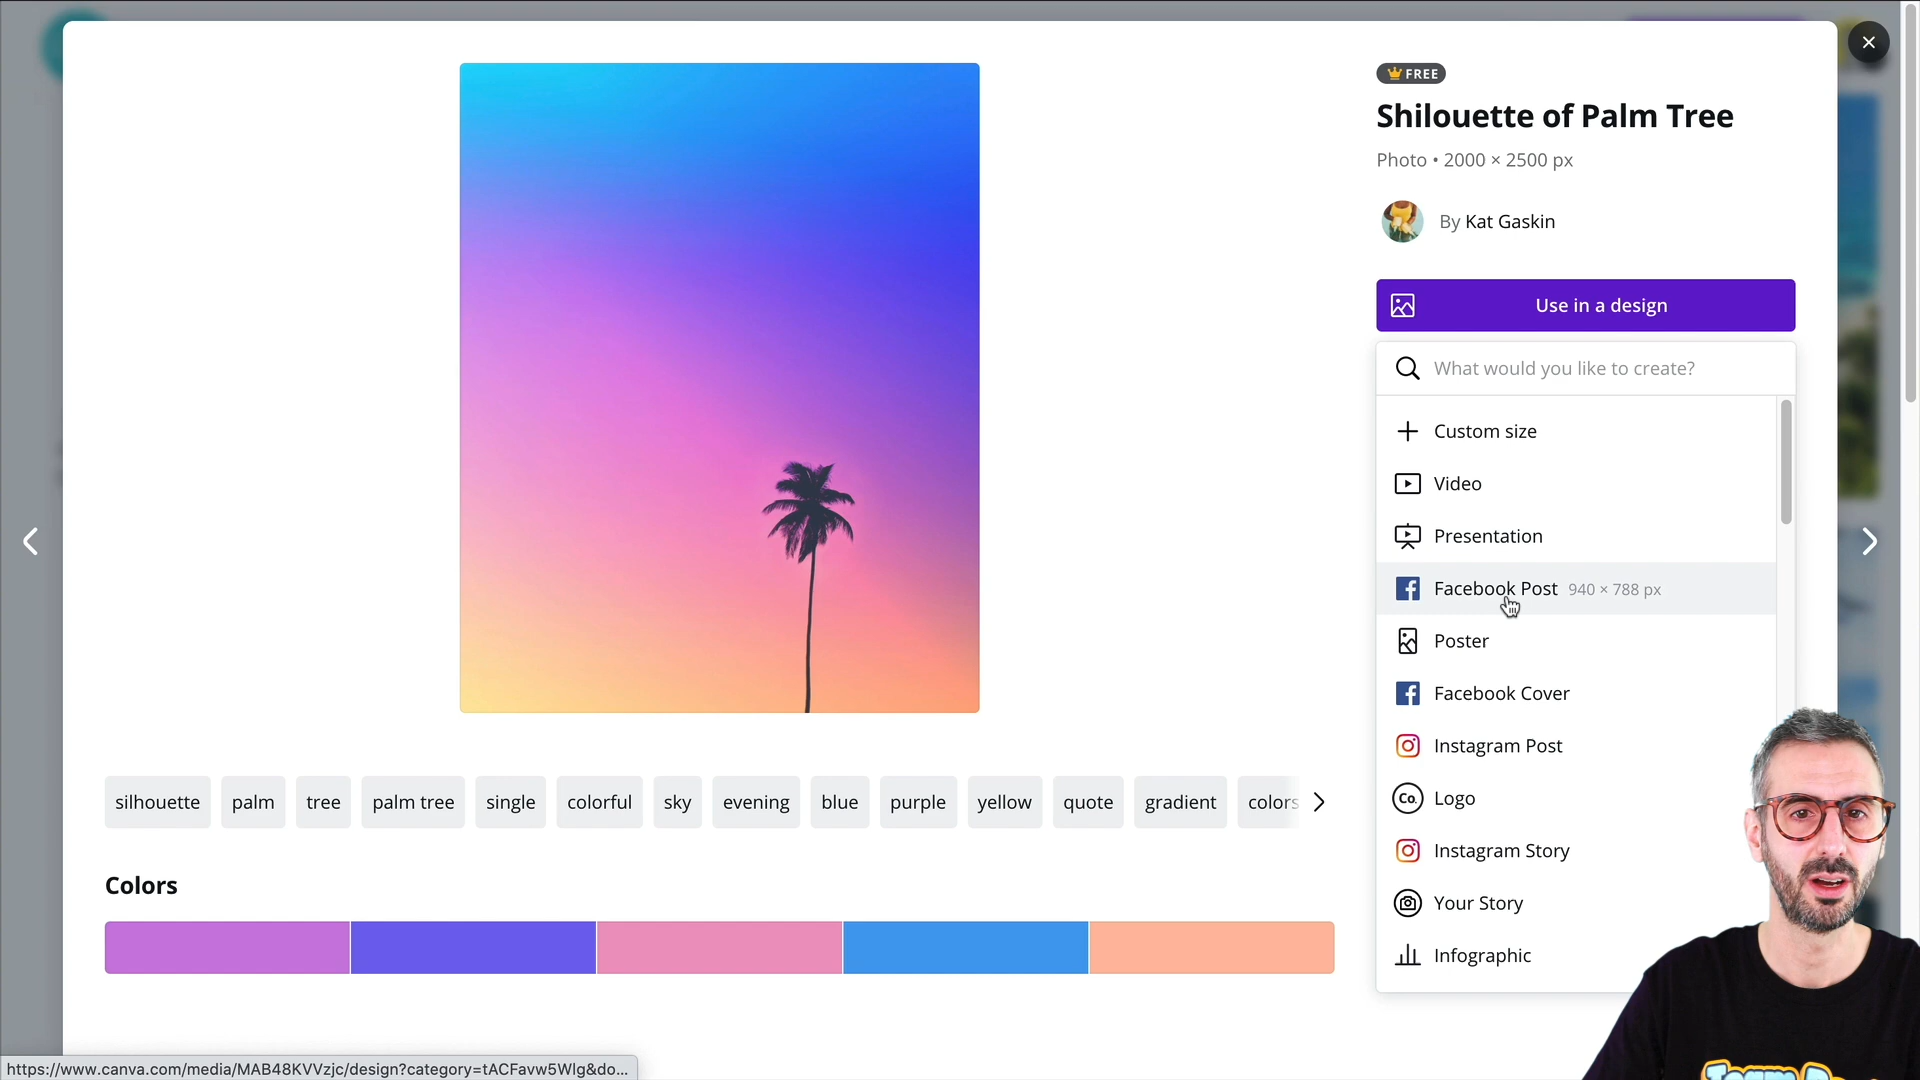 FREE
Shilouette of Palm Tree
Photo • 2000 × 2500 px
By Kat Gaskin
Use in a design
What would you like to create?
Custom size
Video
Presentation
Facebook Post 940 × 788 px
Poster
Facebook Cover
Instagram Post
Co. Logo
Instagram Story
Your Story
Infographic
silhouette palm tree palm tree single colorful sky evening blue purple yellow quote gradient colors
Colors
https://www.canva.com/media/MAB48KVVzjc/design?category=tACFavw5WIg&do...